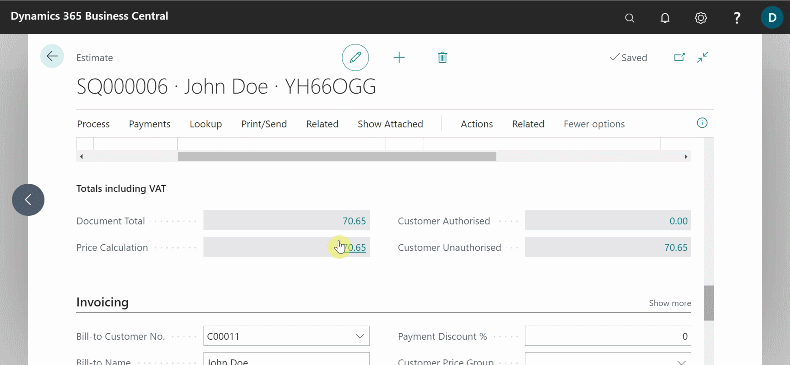 Dynamics 365 Business Central
?
D
Estimate
Saved
SQ000006 · John Doe · YH66OGG
Process Payments Lookup Print/Send Related Show Attached Actions Related Fewer options
Totals including VAT
Document Total 70.65 Customer Authorised 0.00
Price Calculation 70.65 Customer Unauthorised 70.65
Invoicing Show more
Bill-to Customer No. C00011 Payment Discount % 0
Bill-to Name John Doe Customer Price Group